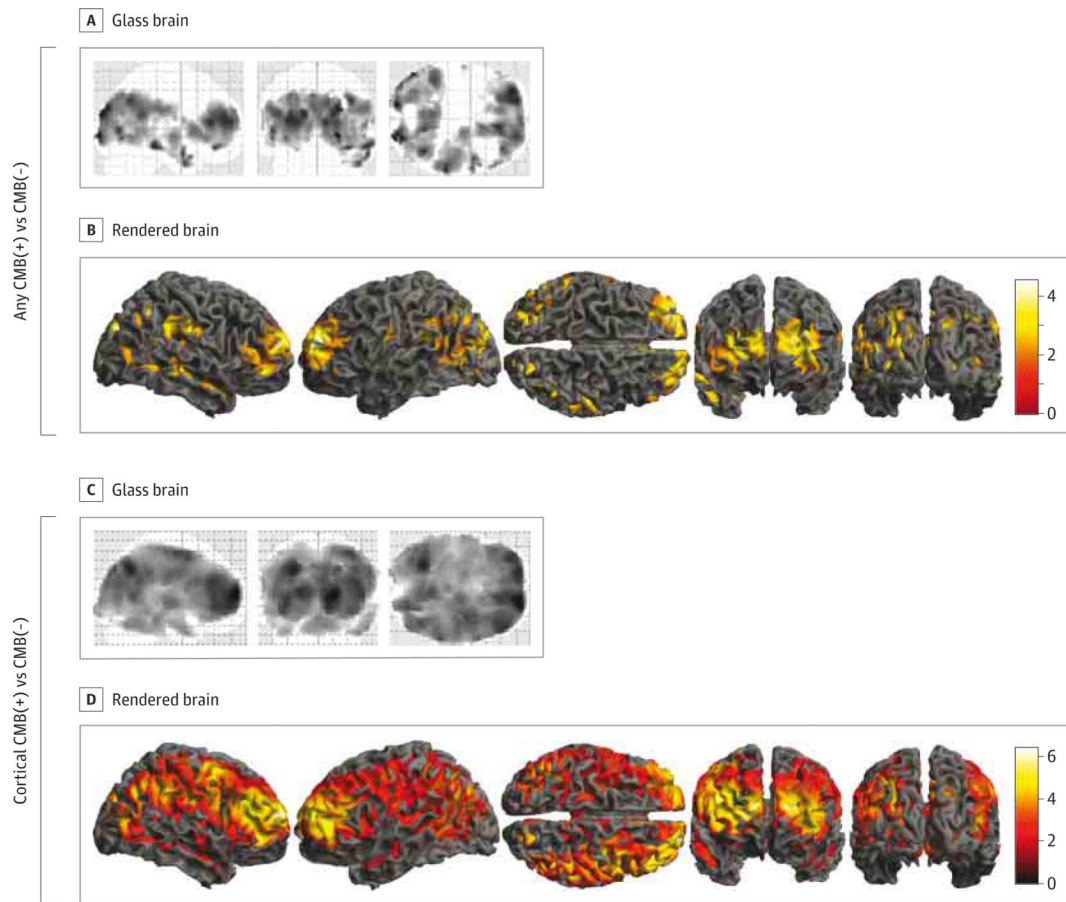 A Glass brain
Any CMB(+) vs CMB(-)
B Rendered brain
4
2
0
C Glass brain
Cortical CMB(+) vs CMB(-)
D Rendered brain
6
4
2
0